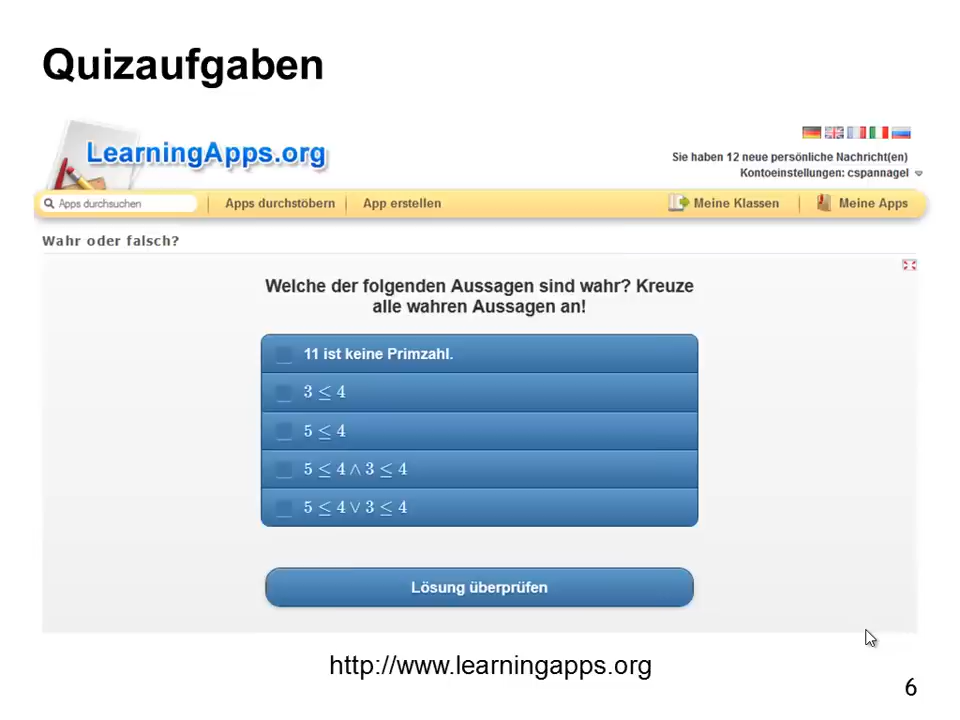 Quizaufgaben
LearningApps.org
Sie haben 12 neue persönliche Nachricht(en)
Kontoeinstellungen: cspannagel
Apps durchsuchen
Apps durchstöbern
App erstellen
Meine Klassen
Meine Apps
Wahr oder falsch?
Welche der folgenden Aussagen sind wahr? Kreuze
alle wahren Aussagen an!
11 ist keine Primzahl.
3 ≤ 4
5 ≤ 4
5 ≤ 4 ∧ 3 ≤ 4
5 ≤ 4 ∨ 3 ≤ 4
Lösung überprüfen
http://www.learningapps.org
6